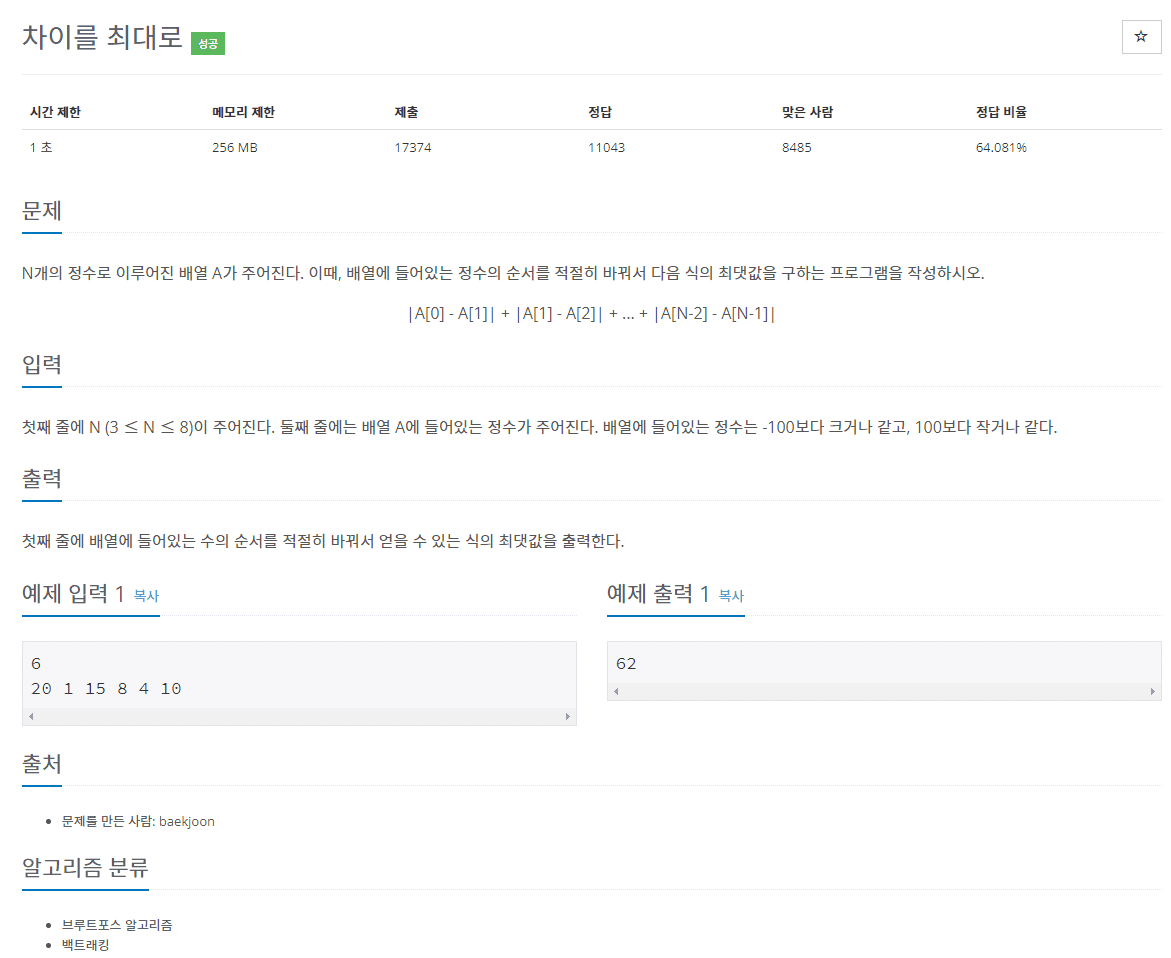 차이를 최대로 성공
☆
시간 제한 메모리 제한 제출 정답 맞은 사람 정답 비율
1 초 256 MB 17374 11043 8485 64.081%
문제
N개의 정수로 이루어진 배열 A가 주어진다. 이때, 배열에 들어있는 정수의 순서를 적절히 바꿔서 다음 식의 최댓값을 구하는 프로그램을 작성하시오.
|A[0] - A[1]| + |A[1] - A[2]| + ... + |A[N-2] - A[N-1]|
입력
첫째 줄에 N (3 ≤ N ≤ 8)이 주어진다. 둘째 줄에는 배열 A에 들어있는 정수가 주어진다. 배열에 들어있는 정수는 -100보다 크거나 같고, 100보다 작거나 같다.
출력
첫째 줄에 배열에 들어있는 수의 순서를 적절히 바꿔서 얻을 수 있는 식의 최댓값을 출력한다.
예제 입력 1 복사
6
20 1 15 8 4 10
예제 출력 1 복사
62
출처
• 문제를 만든 사람: baekjoon
알고리즘 분류
• 브루트포스 알고리즘
• 백트래킹